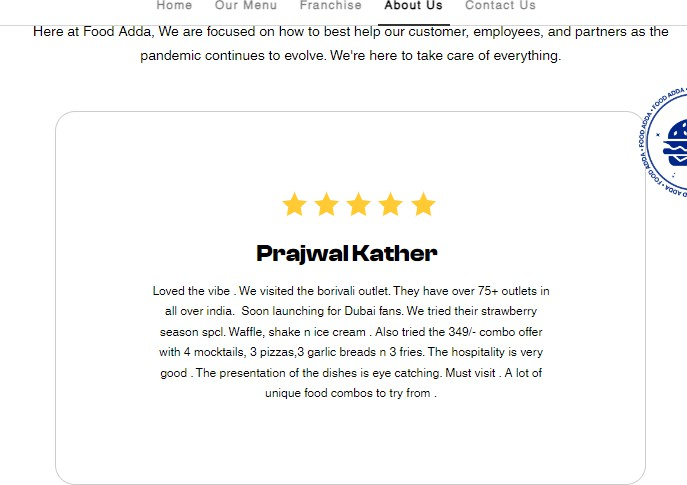 Home Our Menu Franchise About Us Contact Us
Here at Food Adda, We are focused on how to best help our customer, employees, and partners as the
pandemic continues to evolve. We're here to take care of everything.
FOOD ADDA • FOOD ADDA • FOOD ADDA
Prajwal Kather
Loved the vibe . We visited the borivali outlet. They have over 75+ outlets in
all over india. Soon launching for Dubai fans. We tried their strawberry
season spcl. Waffle, shake n ice cream . Also tried the 349/- combo offer
with 4 mocktails, 3 pizzas,3 garlic breads n 3 fries. The hospitality is very
good . The presentation of the dishes is eye catching. Must visit . A lot of
unique food combos to try from .